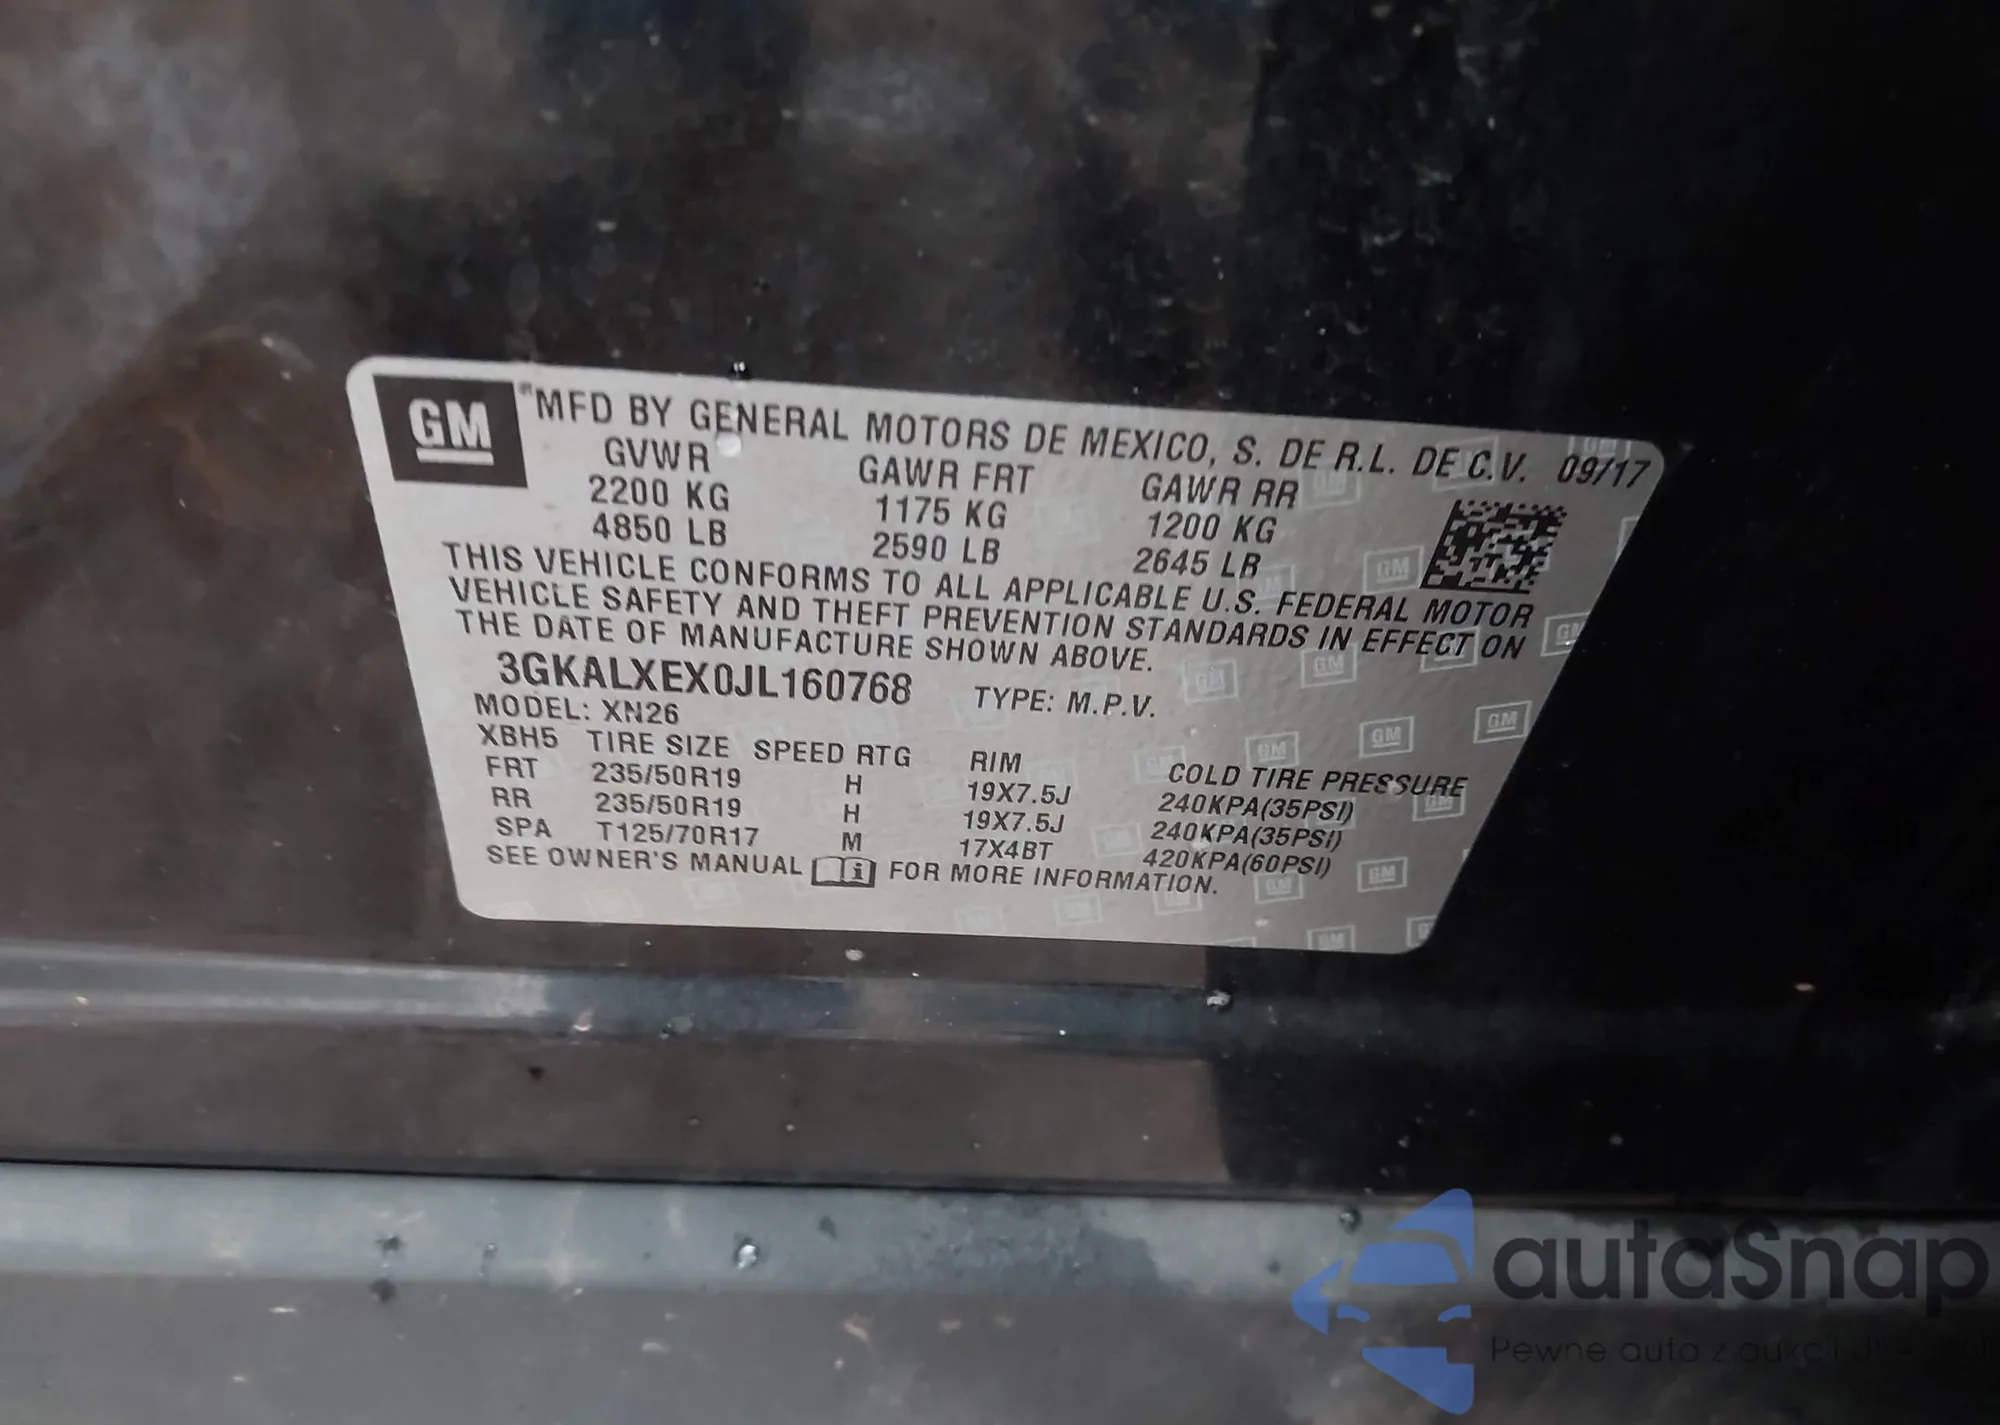 GM
MFD BY GENERAL MOTORS DE MEXICO, S. DE R.L. DE C.V. 09/17
GVWR GAWR FRT GAWR RR
2200 KG 1175 KG 1200 KG
4850 LB 2590 LB 2645 LB
THIS VEHICLE CONFORMS TO ALL APPLICABLE U.S. FEDERAL MOTOR
VEHICLE SAFETY AND THEFT PREVENTION STANDARDS IN EFFECT ON
THE DATE OF MANUFACTURE SHOWN ABOVE.
3GKALXEX0JL160768 TYPE: M.P.V.
MODEL: XN26
XBH5 TIRE SIZE SPEED RTG RIM COLD TIRE PRESSURE
FRT 235/50R19 H 19X7.5J 240KPA(35PSI)
RR 235/50R19 H 19X7.5J 240KPA(35PSI)
SPA T125/70R17 M 17X4BT 420KPA(60PSI)
SEE OWNER'S MANUAL i FOR MORE INFORMATION.
autaSnap
Pewne auto z aukcji